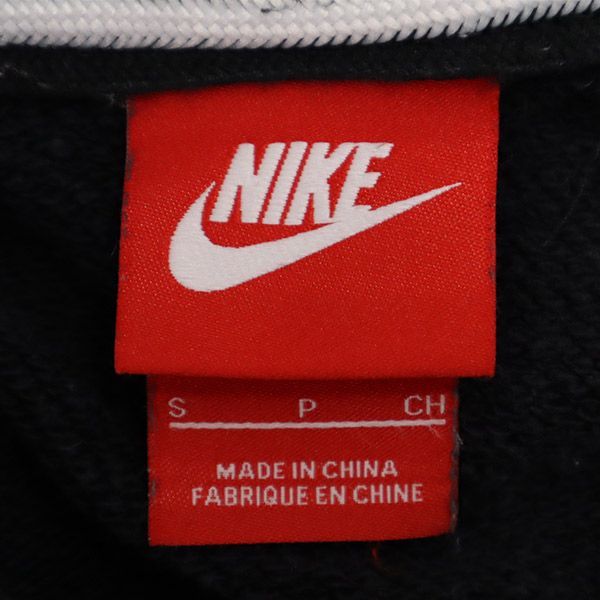 NIKE
S P CH
MADE IN CHINA
FABRIQUE EN CHINE